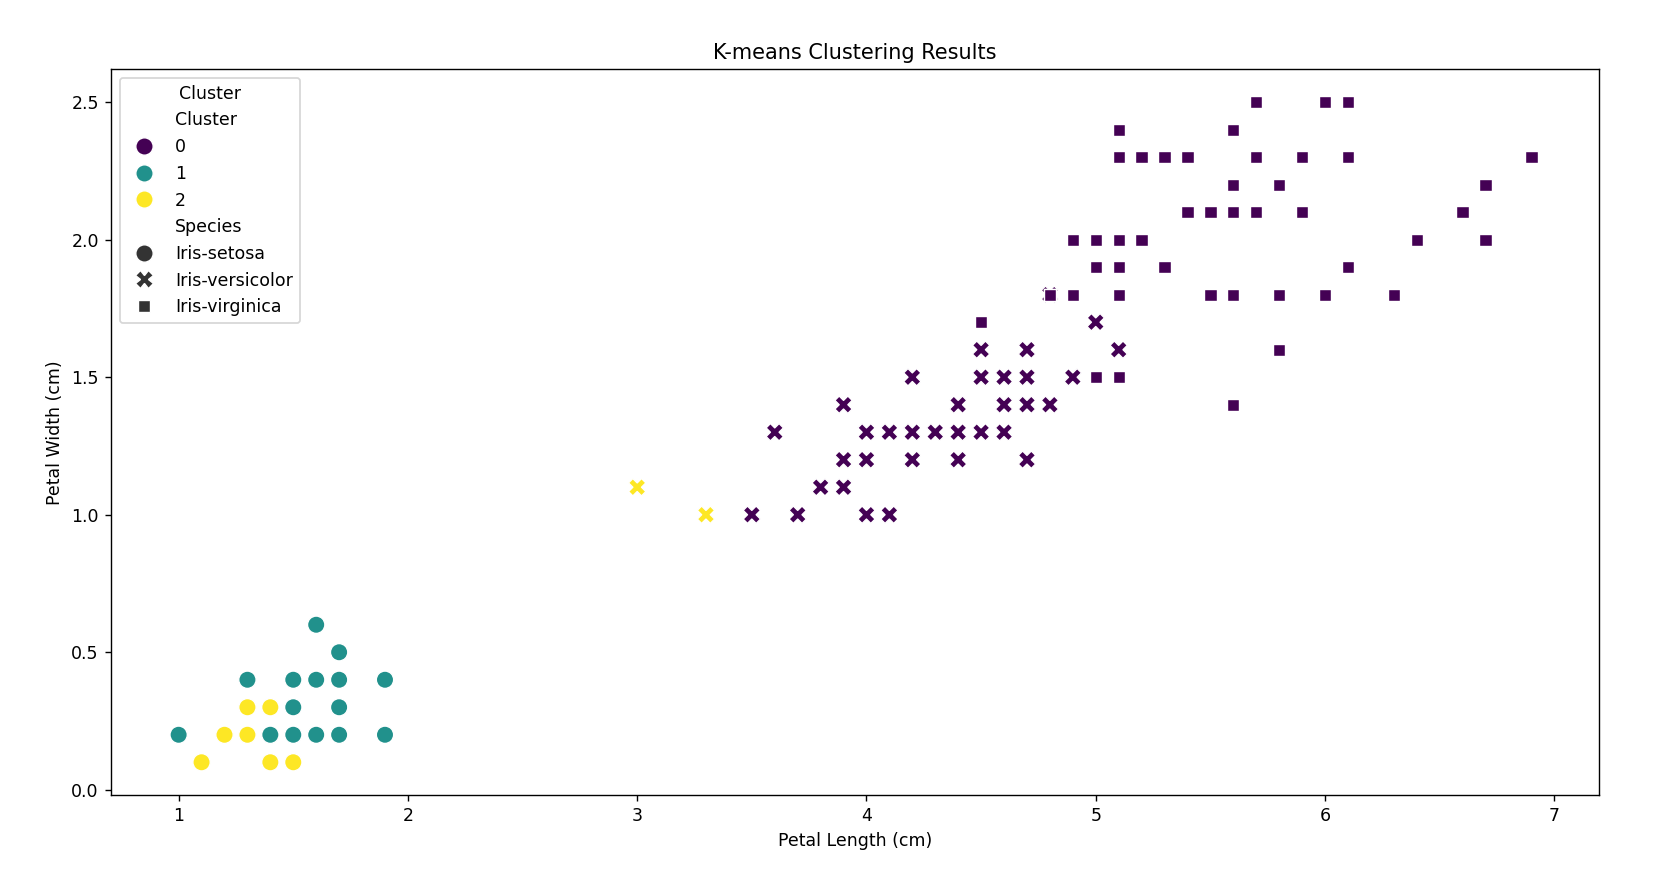 K-means Clustering Results
Cluster
Cluster
0
1
2
Species
Iris-setosa
Iris-versicolor
Iris-virginica
Petal Width (cm)
2.5
2.0
1.5
1.0
0.5
0.0
1 2 3 4 5 6 7
Petal Length (cm)